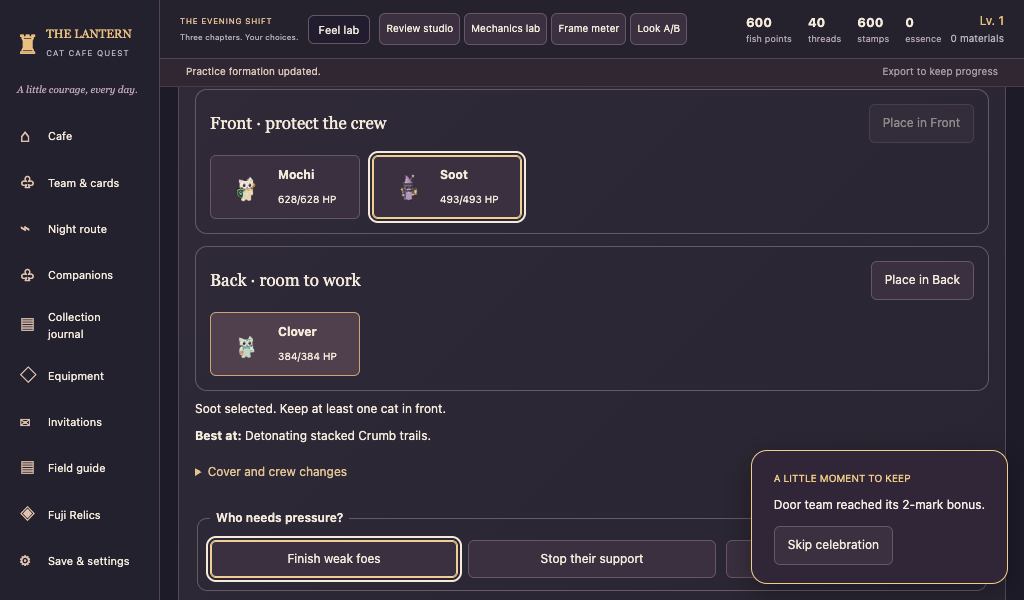 THE LANTERN
CAT CAFE QUEST
A little courage, every day.
Cafe
Team & cards
Night route
Companions
Collection
journal
Equipment
Invitations
Field guide
Fuji Relics
Save & settings
THE EVENING SHIFT
Three chapters. Your choices.
Feel lab
Review studio
Mechanics lab
Frame meter
Look A/B
600
fish points
40
threads
600
stamps
0
essence
Lv. 1
0 materials
Practice formation updated.
Export to keep progress
Front · protect the crew
Place in Front
Mochi
628/628 HP
Soot
493/493 HP
Back · room to work
Place in Back
Clover
384/384 HP
Soot selected. Keep at least one cat in front.
Best at: Detonating stacked Crumb trails.
Cover and crew changes
Who needs pressure?
Finish weak foes
Stop their support
A LITTLE MOMENT TO KEEP
Door team reached its 2-mark bonus.
Skip celebration